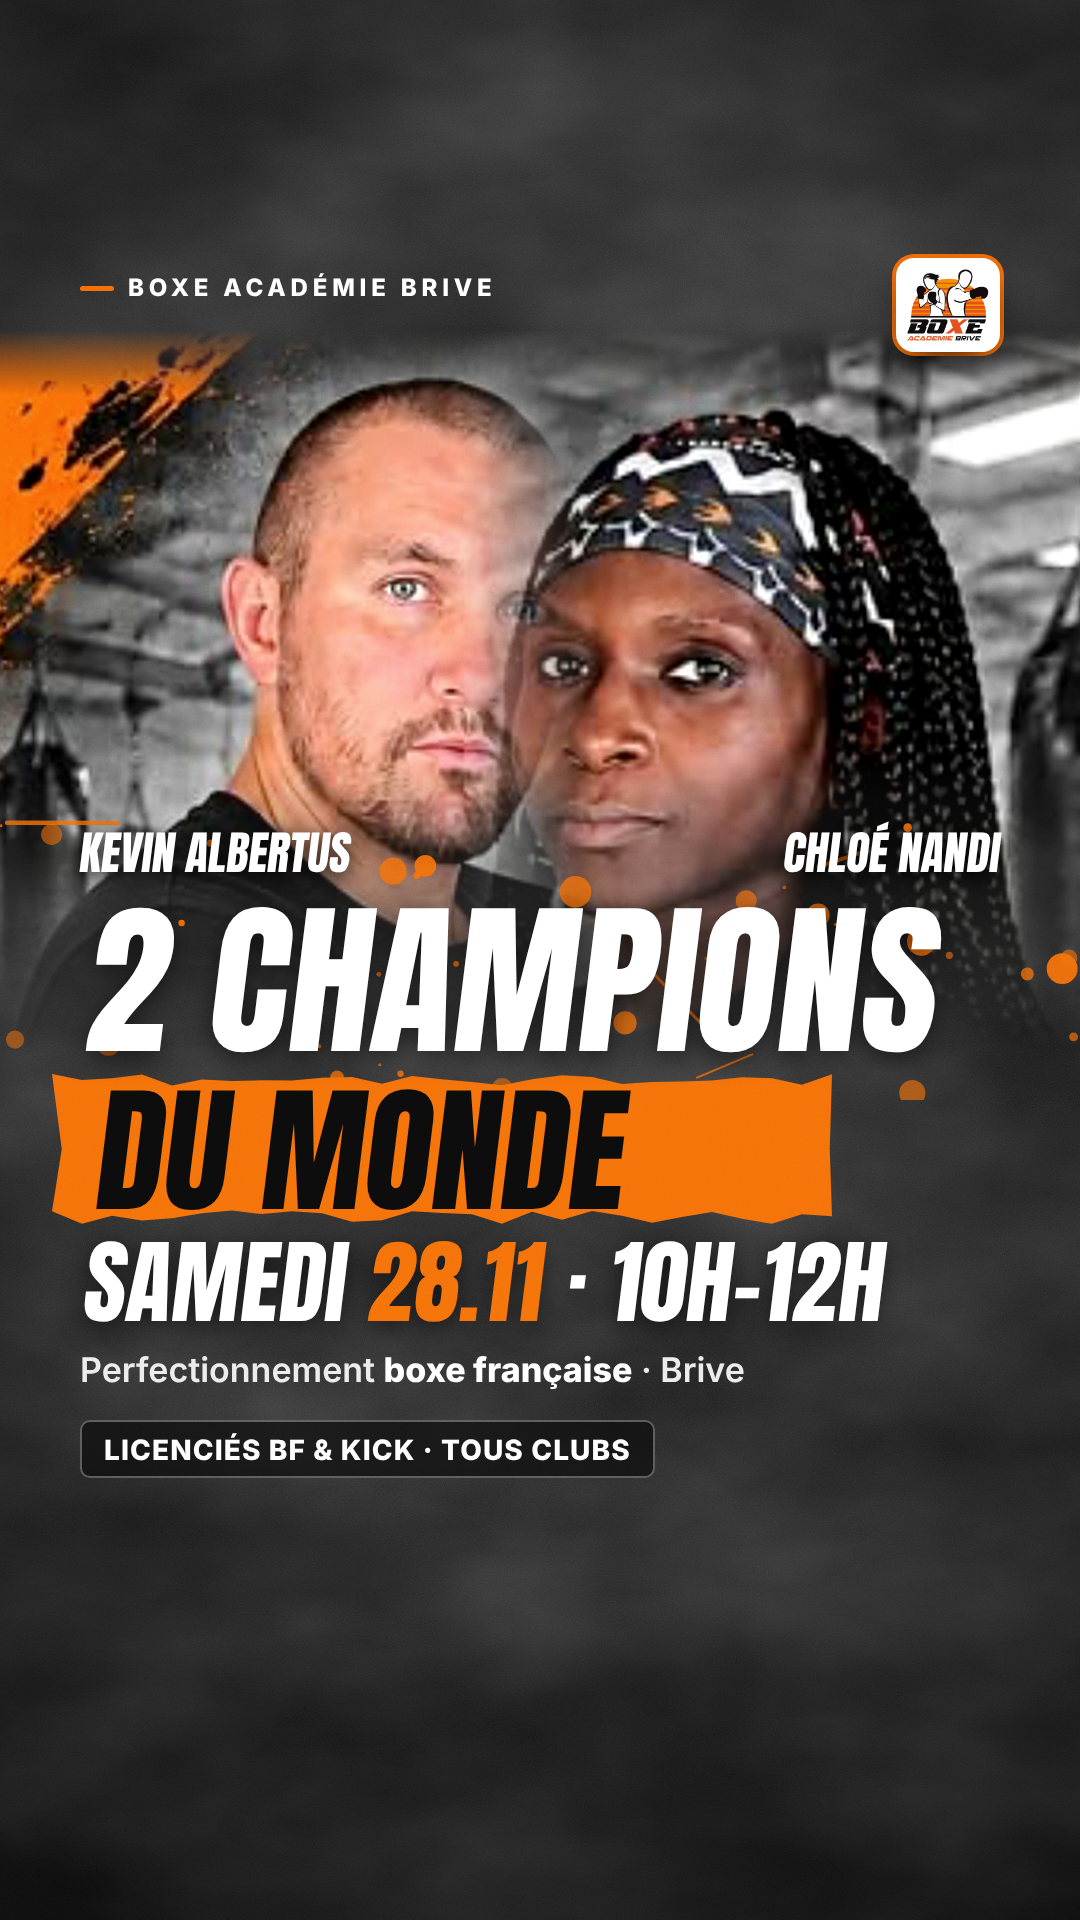 BOXE ACADÉMIE BRIVE
BOXE
ACADEMIE BRIVE
KEVIN ALBERTUS
CHLOÉ NANDI
2 CHAMPIONS
DU MONDE
SAMEDI 28.11 · 10H-12H
Perfectionnement boxe française · Brive
LICENCIÉS BF & KICK · TOUS CLUBS